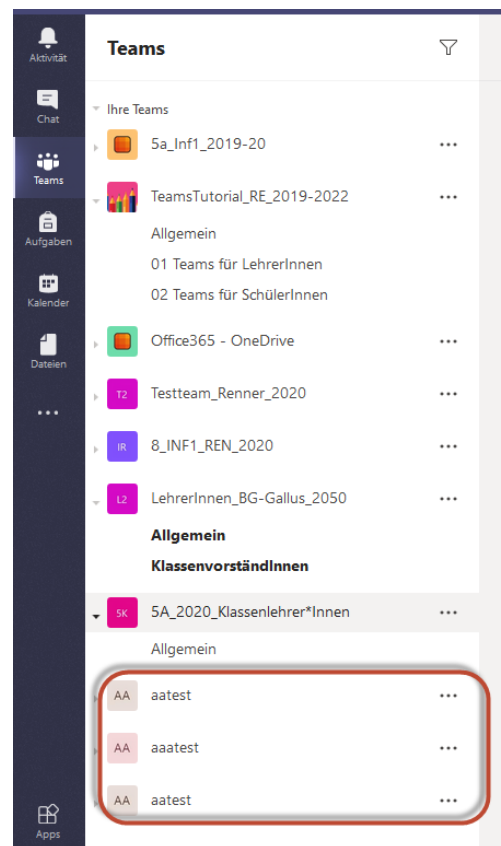 Aktivität
Chat
Teams
Aufgaben
Kalender
Dateien
Apps
Teams
Ihre Teams
5a_Inf1_2019-20
TeamsTutorial_RE_2019-2022
Allgemein
01 Teams für LehrerInnen
02 Teams für SchülerInnen
Office365 - OneDrive
T2 Testteam_Renner_2020
IR 8_INF1_REN_2020
L2 LehrerInnen_BG-Gallus_2050
Allgemein
KlassenvorständInnen
SK 5A_2020_Klassenlehrer*Innen
Allgemein
AA aatest
AA aaatest
AA aatest